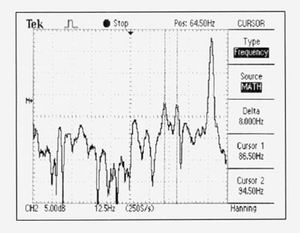 Tek Stop Pos: 64.50Hz CURSOR
Type
Frequency
Source
MATH
Delta
8.000Hz
Cursor 1
86.50Hz
Cursor 2
94.50Hz
M
CH2 5.00dB 12.5Hz (250S/s) Hanning